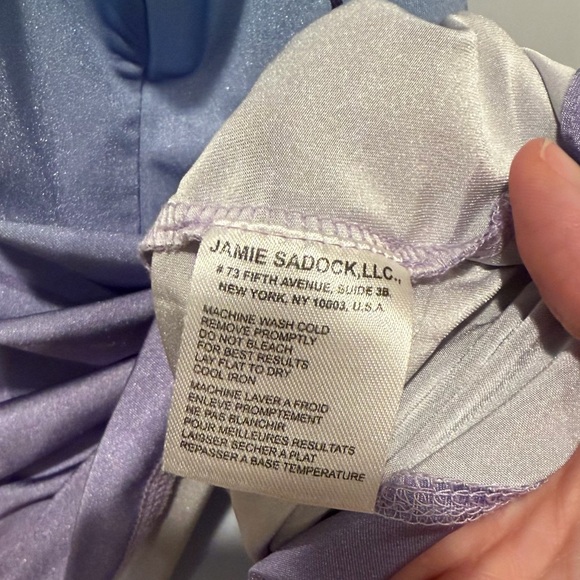 JAMIE SADOCK,LLC.,
# 73 FIFTH AVENUE, SUIDE 3B
NEW YORK, NY 10003, U.S.A
MACHINE WASH COLD
REMOVE PROMPTLY
DO NOT BLEACH
FOR BEST RESULTS
LAY FLAT TO DRY
COOL IRON
MACHINE LAVER A FROID
ENLEVE PROMPTEMENT
NE PAS BLANCHIR
POUR MEILLEURES RESULTATS
LAISSER SECHER A PLAT
REPASSER A BASE TEMPERATURE